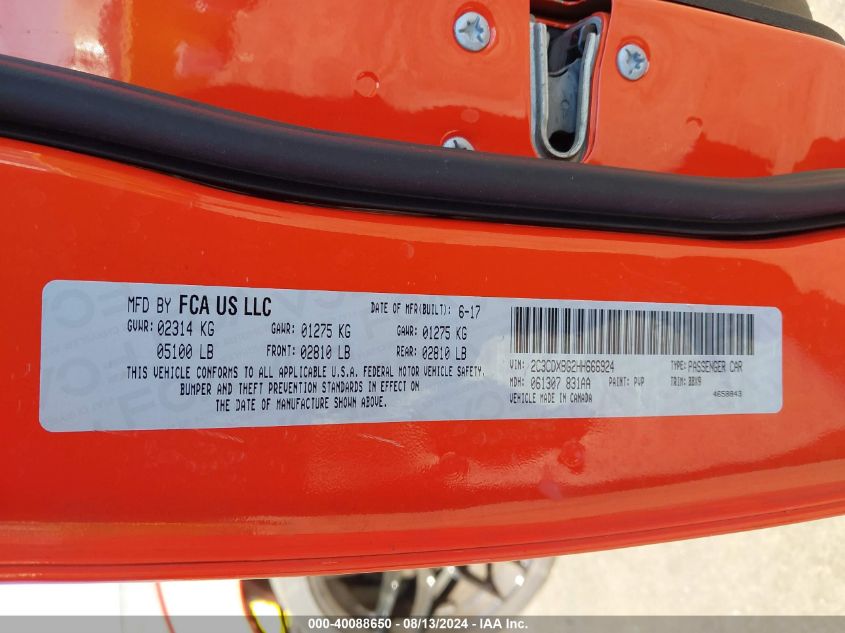 MFD BY FCA US LLC
DATE OF MFR(BUILT): 6-17
GVWR: 02314 KG GAWR: 01275 KG GAWR: 01275 KG
05100 LB FRONT: 02810 LB REAR: 02810 LB
THIS VEHICLE CONFORMS TO ALL APPLICABLE U.S.A. FEDERAL MOTOR VEHICLE SAFETY,
BUMPER AND THEFT PREVENTION STANDARDS IN EFFECT ON
THE DATE OF MANUFACTURE SHOWN ABOVE.
VIN: 2C3CDXBG2HH666924 TYPE: PASSENGER CAR
MDH: 061307 831AA PAINT: PVP TRIM: BBX9
VEHICLE MADE IN CANADA 4658843
000-40088650 - 08/13/2024 - IAA Inc.